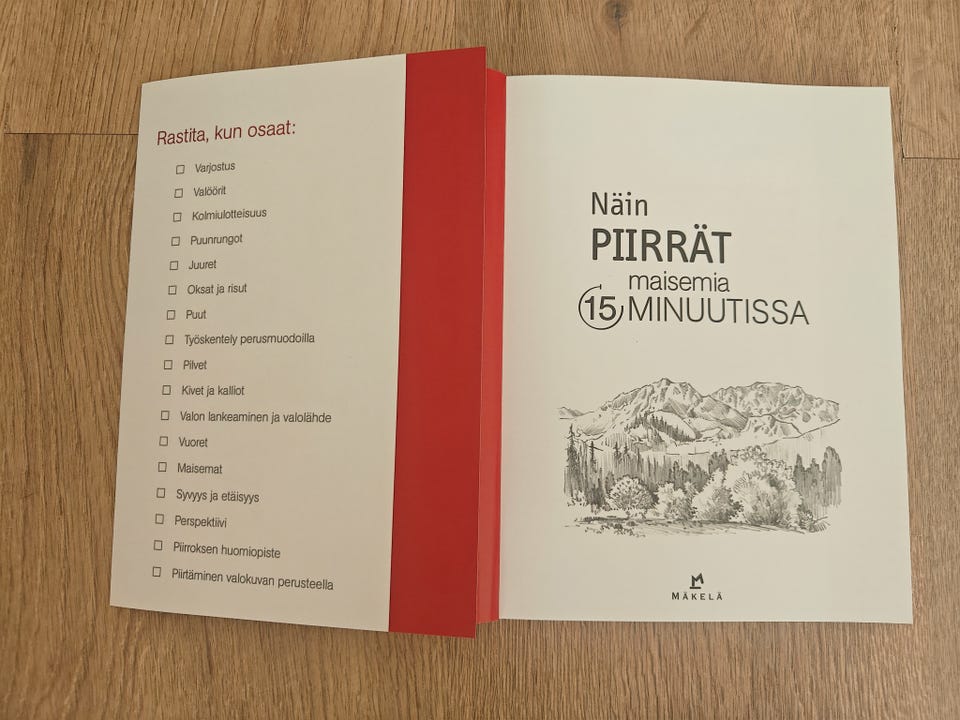 Rastita, kun osaat:
☐ Varjostus
☐ Valöörit
☐ Kolmiulotteisuus
☐ Puunrungot
☐ Juuret
☐ Oksat ja risut
☐ Puut
☐ Työskentely perusmuodoilla
☐ Pilvet
☐ Kivet ja kalliot
☐ Valon lankeaminen ja valolähde
☐ Vuoret
☐ Maisemat
☐ Syvyys ja etäisyys
☐ Perspektiivi
☐ Piirroksen huomiopiste
☐ Piirtäminen valokuvan perusteella
Näin
PIIRRÄT
maisemia
15 MINUUTISSA
MÄKELÄ